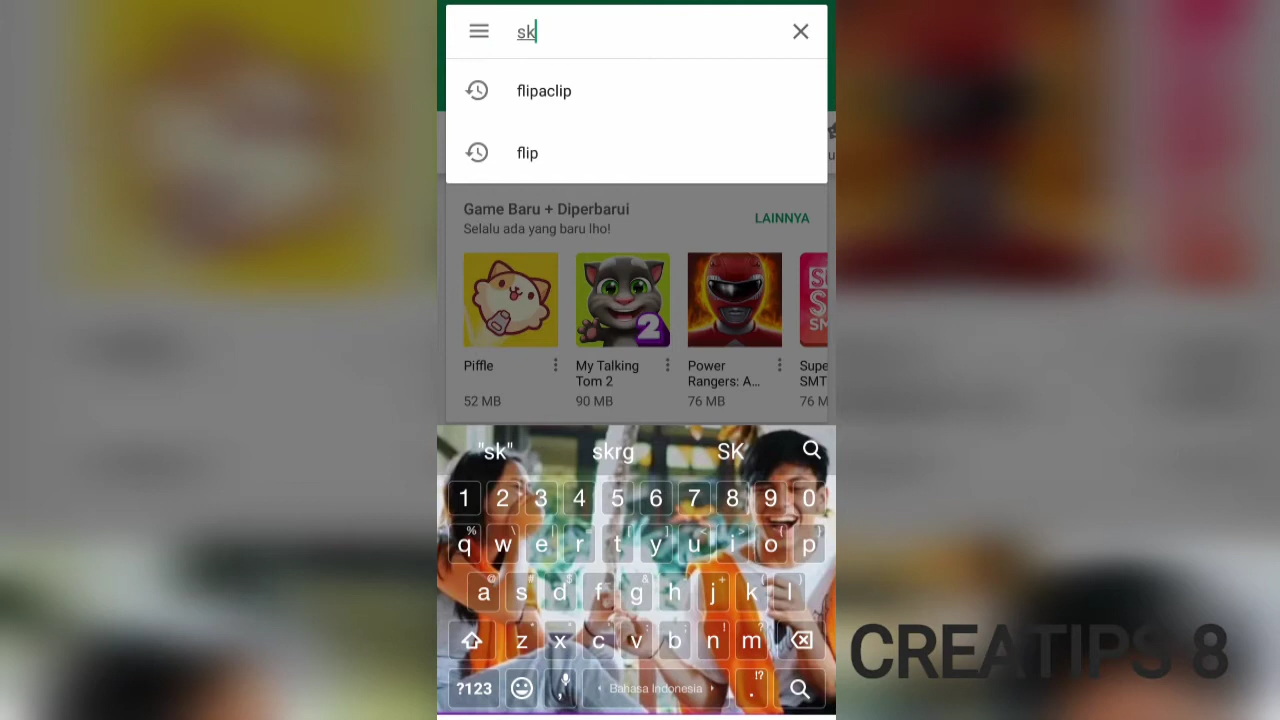 sk
flipaclip
flip
Game Baru + Diperbarui
LAINNYA
Selalu ada yang baru lho!
2
Piffle
My Talking
Tom 2
Power
Rangers: A...
Supe
SMT
52 MB
90 MB
76 MB
76 M
"sk" skrg SK
1 2 3 4 5 6 7 8 9 0
q w e r t y u i o p
a s d f g h j k l
z x c v b n m
?123 , Bahasa Indonesia .
CREATIPS 8